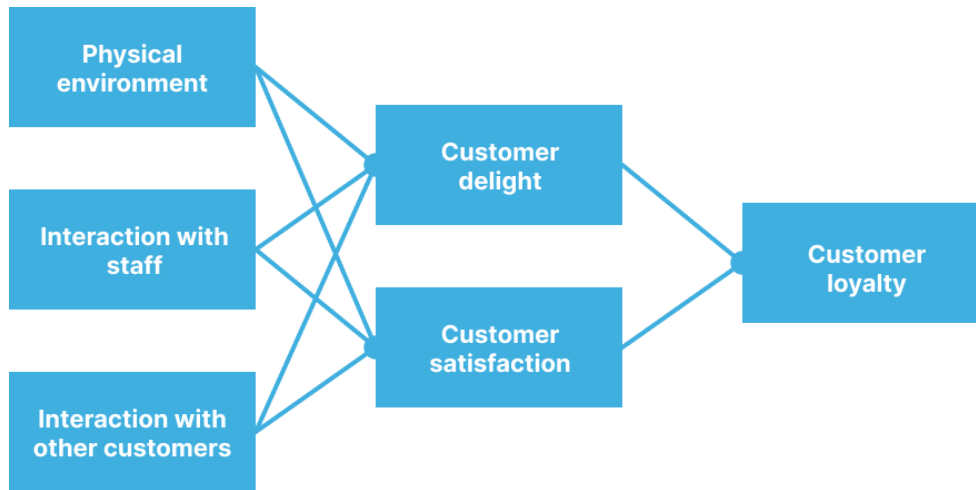 Physical
environment
Interaction with
staff
Interaction with
other customers
Customer
delight
Customer
satisfaction
Customer
loyalty